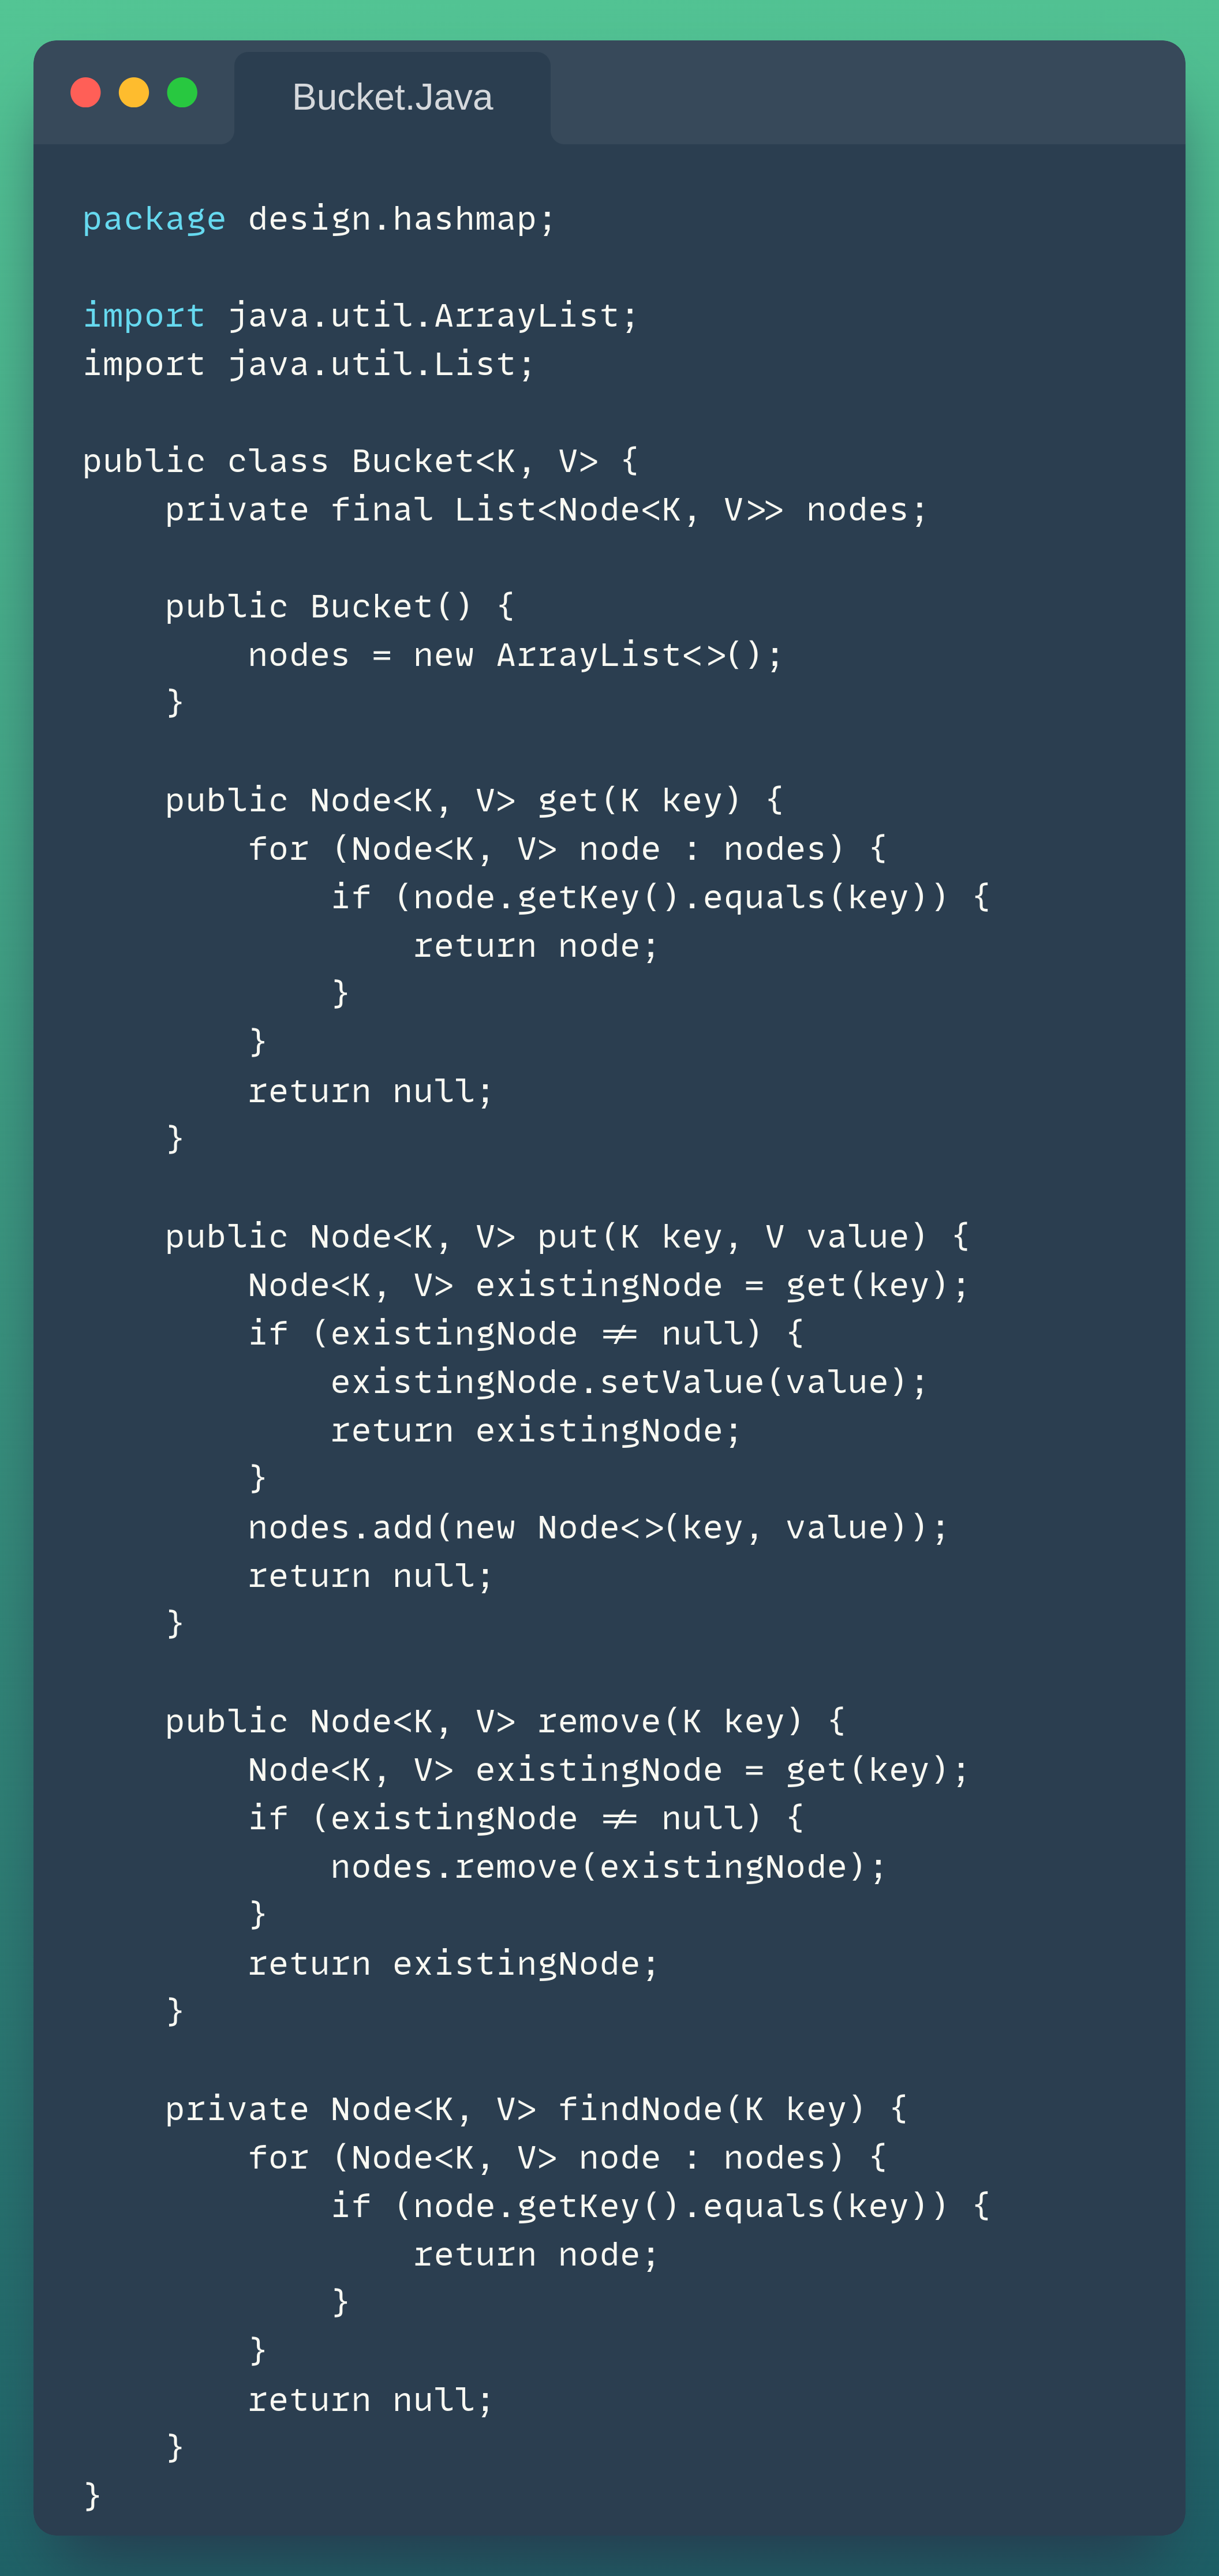 Bucket.Java
package design.hashmap;
import java.util.ArrayList;
import java.util.List;
public class Bucket<K, V> {
    private final List<Node<K, V>> nodes;
    public Bucket() {
        nodes = new ArrayList<>();
    }
    public Node<K, V> get(K key) {
        for (Node<K, V> node : nodes) {
            if (node.getKey().equals(key)) {
                return node;
            }
        }
        return null;
    }
    public Node<K, V> put(K key, V value) {
        Node<K, V> existingNode = get(key);
        if (existingNode != null) {
            existingNode.setValue(value);
            return existingNode;
        }
        nodes.add(new Node<>(key, value));
        return null;
    }
    public Node<K, V> remove(K key) {
        Node<K, V> existingNode = get(key);
        if (existingNode != null) {
            nodes.remove(existingNode);
        }
        return existingNode;
    }
    private Node<K, V> findNode(K key) {
        for (Node<K, V> node : nodes) {
            if (node.getKey().equals(key)) {
                return node;
            }
        }
        return null;
    }
}